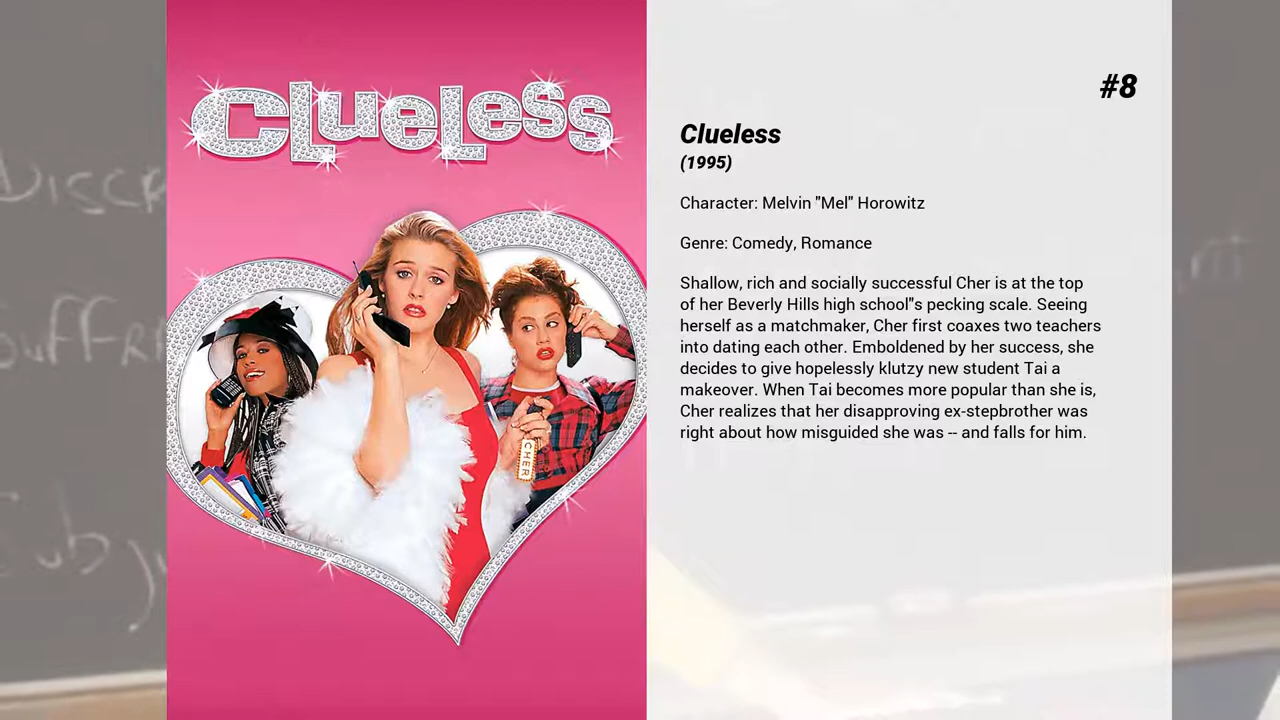 CLueLess
#8
Clueless
(1995)
Character: Melvin "Mel" Horowitz
Genre: Comedy, Romance
Shallow, rich and socially successful Cher is at the top
of her Beverly Hills high school"s pecking scale. Seeing
herself as a matchmaker, Cher first coaxes two teachers
into dating each other. Emboldened by her success, she
decides to give hopelessly klutzy new student Tai a
makeover. When Tai becomes more popular than she is,
Cher realizes that her disapproving ex-stepbrother was
right about how misguided she was -- and falls for him.
CHER